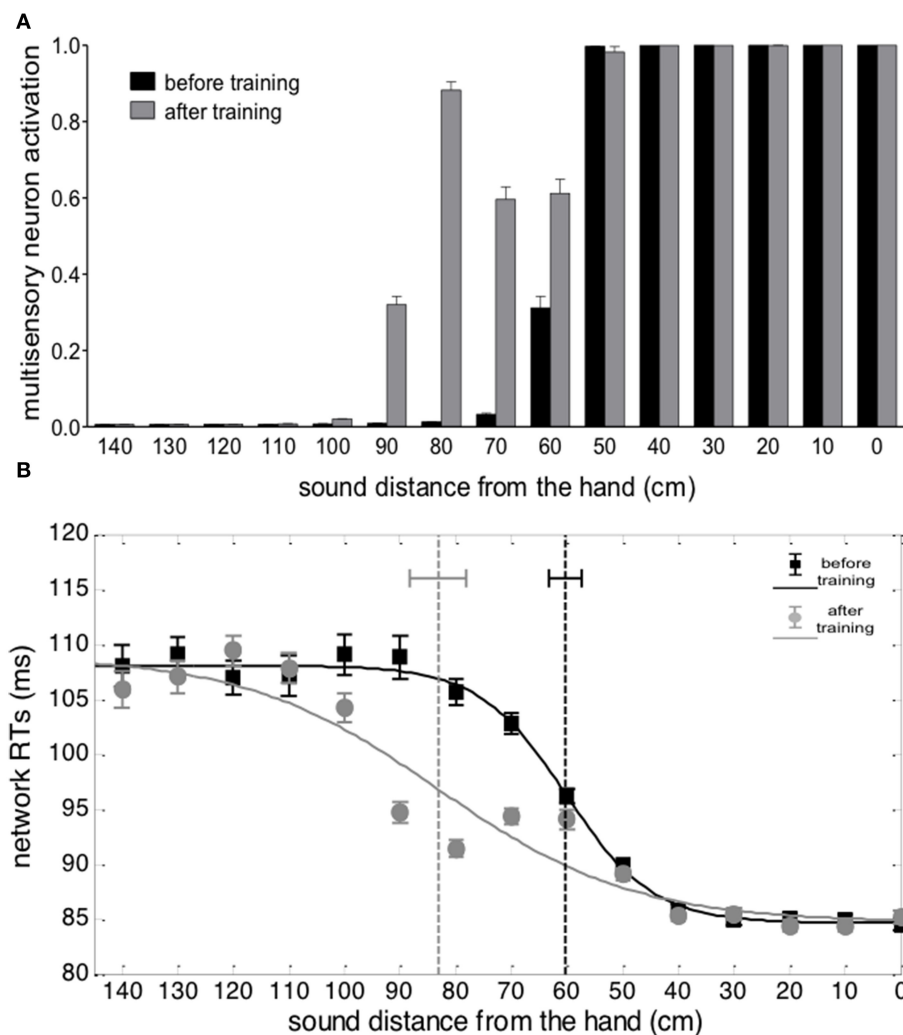 A
multisensory neuron activation
1.0
0.8
0.6
0.4
0.2
0.0
before training
after training
140 130 120 110 100 90 80 70 60 50 40 30 20 10 0
sound distance from the hand (cm)
B
network RTs (ms)
120
115
110
105
100
95
90
85
80
before
training
after
training
140 130 120 110 100 90 80 70 60 50 40 30 20 10 0
sound distance from the hand (cm)